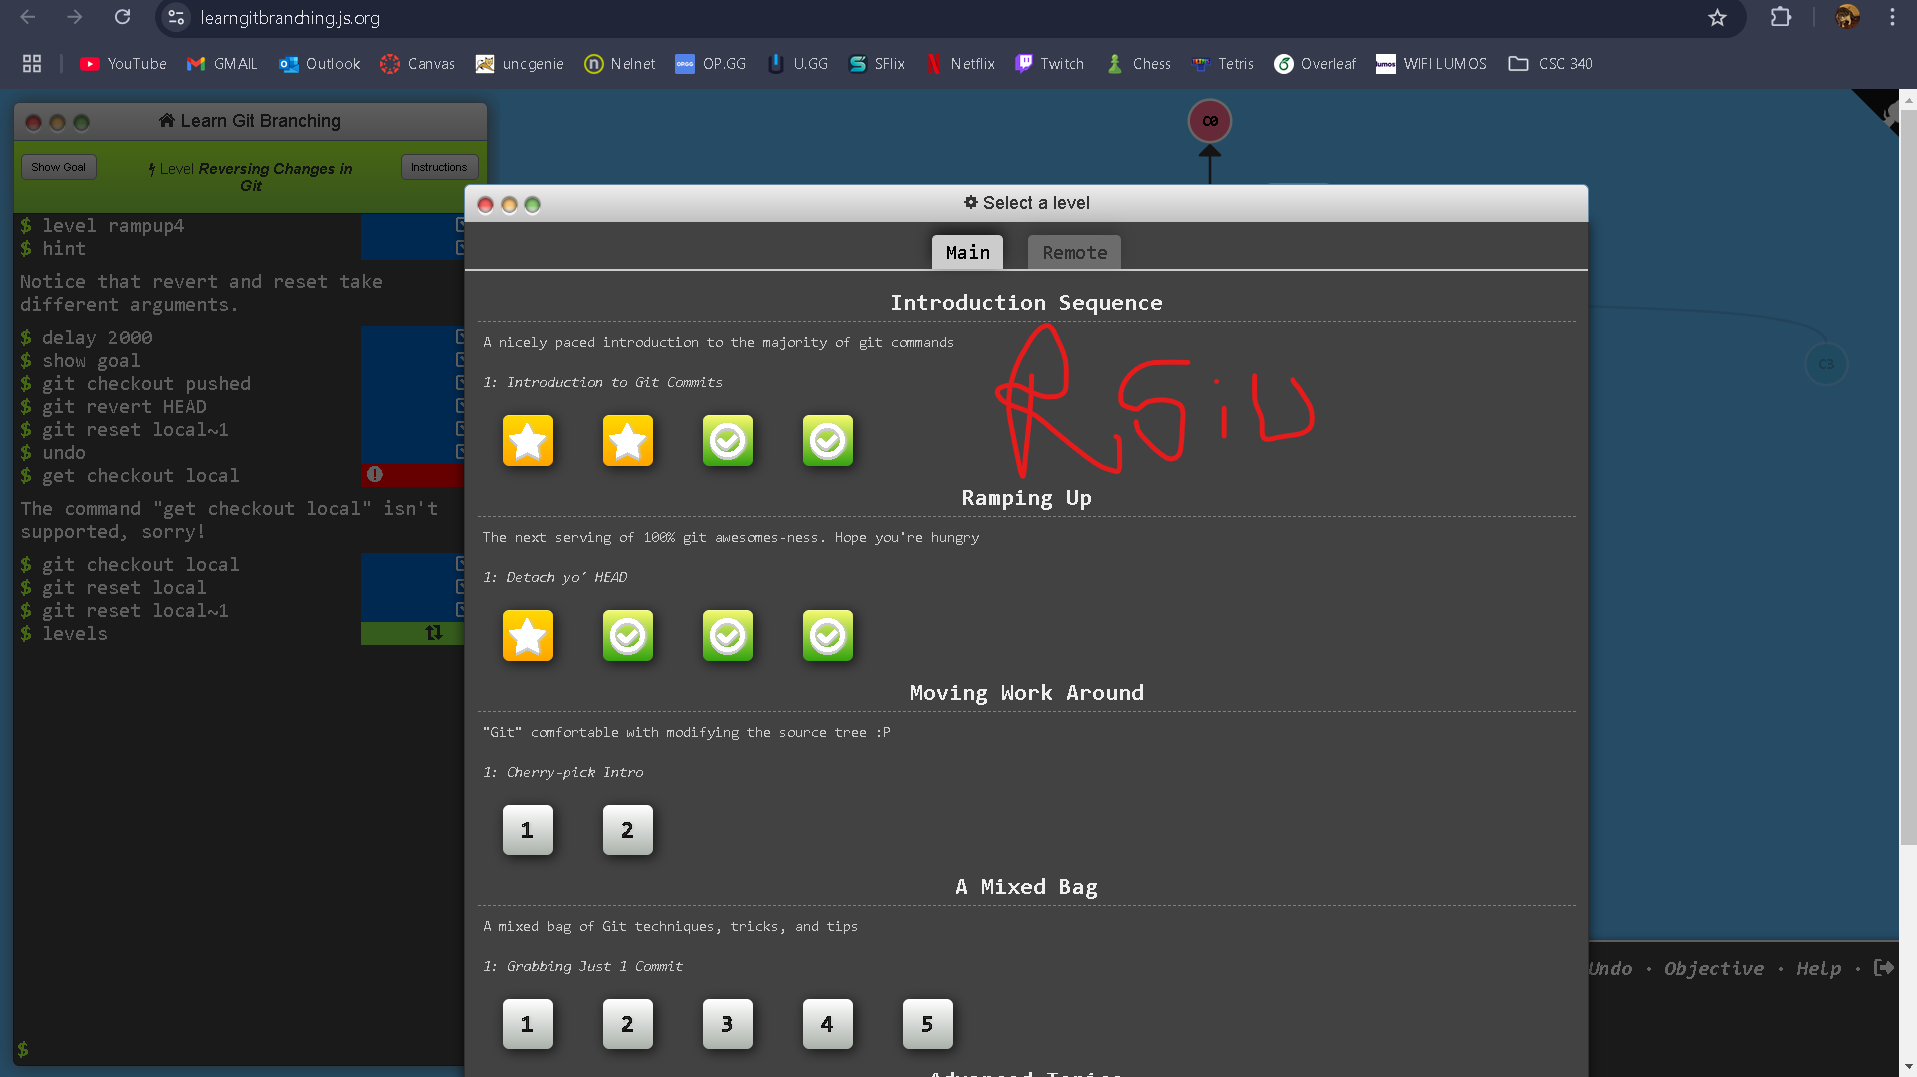 learngitbranching.js.org
YouTube GMAIL Outlook Canvas uncgenie Nelnet OP.GG U.GG SFlix Netflix Twitch Chess Tetris Overleaf WIFI LUMOS CSC 340
Learn Git Branching
Show Goal
Level Reversing Changes in
Git
Instructions
$ level rampup4
$ hint
Notice that revert and reset take
different arguments.
$ delay 2000
$ show goal
$ git checkout pushed
$ git revert HEAD
$ git reset local~1
$ undo
$ get checkout local
The command "get checkout local" isn't
supported, sorry!
$ git checkout local
$ git reset local
$ git reset local~1
$ levels
$
C0
C3
Select a level
Main Remote
Introduction Sequence
A nicely paced introduction to the majority of git commands
1: Introduction to Git Commits
Ramping Up
The next serving of 100% git awesomes-ness. Hope you're hungry
1: Detach yo' HEAD
Moving Work Around
"Git" comfortable with modifying the source tree :P
1: Cherry-pick Intro
1 2
A Mixed Bag
A mixed bag of Git techniques, tricks, and tips
1: Grabbing Just 1 Commit
1 2 3 4 5
Advanced Topics
Undo · Objective · Help ·